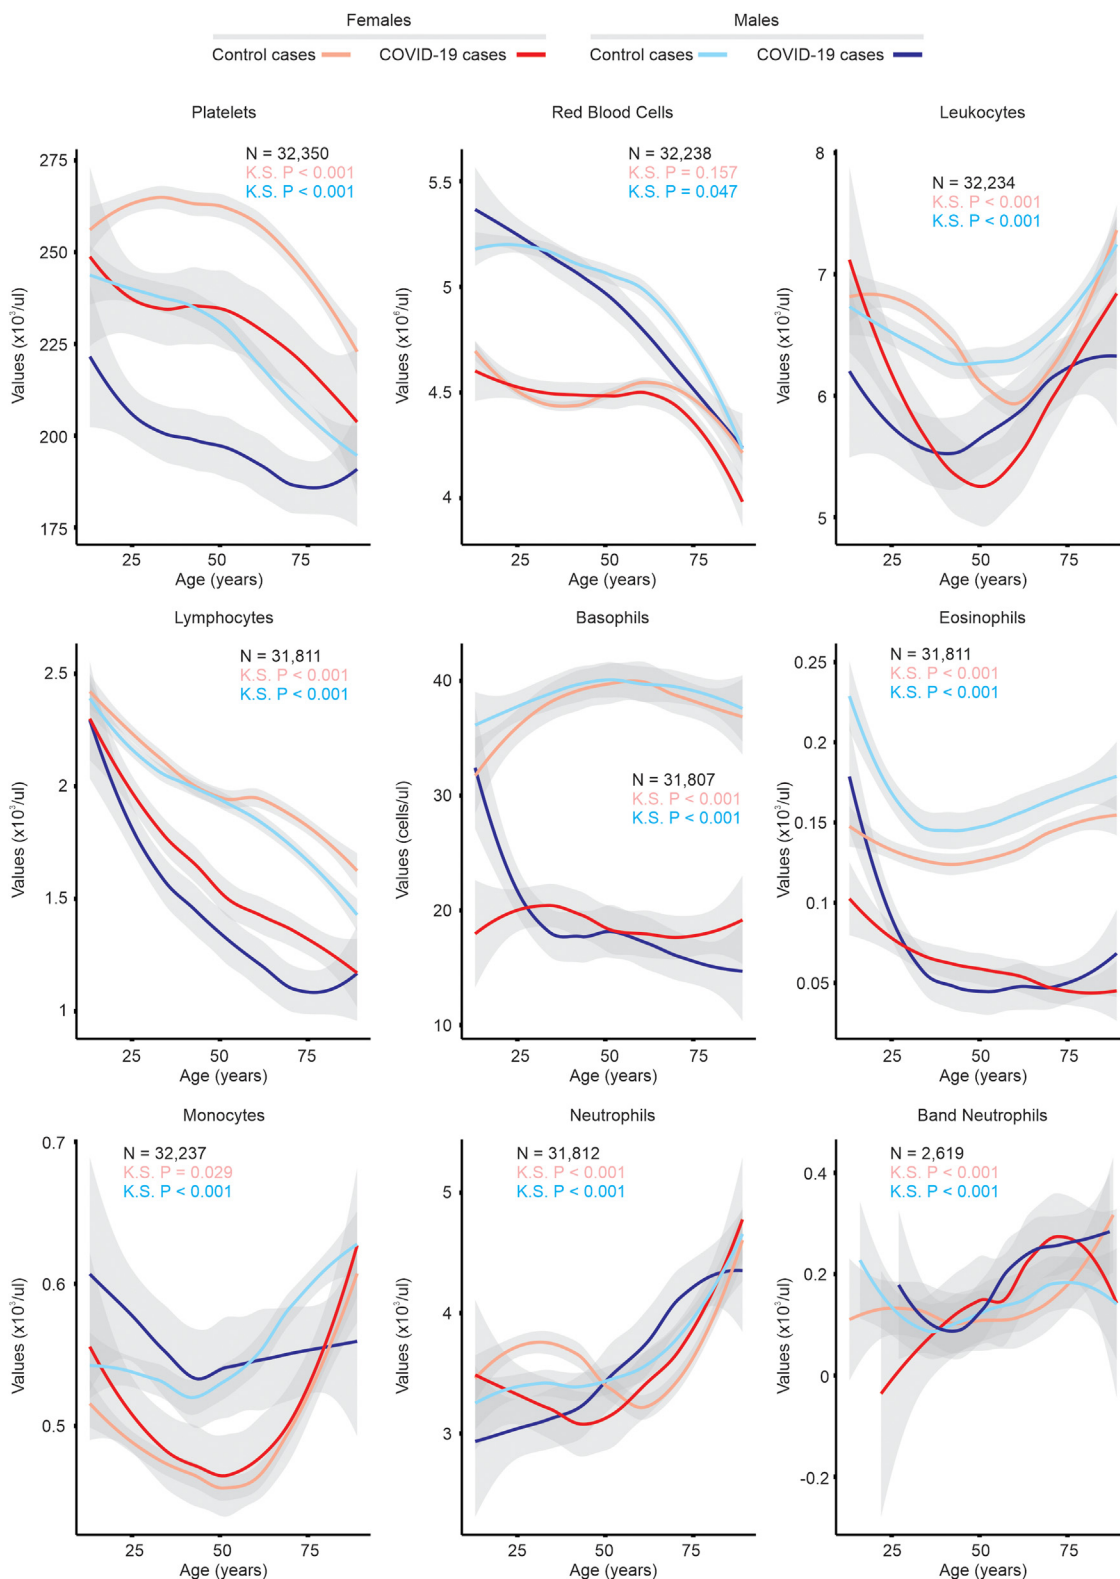 Females Males
Control cases COVID-19 cases Control cases COVID-19 cases
Platelets
N = 32,350
K.S. P < 0.001
K.S. P < 0.001
Values (x10³/ul)
275
250
225
200
175
25 50 75
Age (years)
Red Blood Cells
N = 32,238
K.S. P = 0.157
K.S. P = 0.047
Values (x10⁶/ul)
5.5
5
4.5
4
25 50 75
Age (years)
Leukocytes
N = 32,234
K.S. P < 0.001
K.S. P < 0.001
Values (x10³/ul)
8
7
6
5
25 50 75
Age (years)
Lymphocytes
N = 31,811
K.S. P < 0.001
K.S. P < 0.001
Values (x10³/ul)
2.5
2
1.5
1
25 50 75
Age (years)
Basophils
N = 31,807
K.S. P < 0.001
K.S. P < 0.001
Values (cells/ul)
40
30
20
10
25 50 75
Age (years)
Eosinophils
N = 31,811
K.S. P < 0.001
K.S. P < 0.001
Values (x10³/ul)
0.25
0.2
0.15
0.1
0.05
25 50 75
Age (years)
Monocytes
N = 32,237
K.S. P = 0.029
K.S. P < 0.001
Values (x10³/ul)
0.7
0.6
0.5
25 50 75
Age (years)
Neutrophils
N = 31,812
K.S. P < 0.001
K.S. P < 0.001
Values (x10³/ul)
5
4
3
25 50 75
Age (years)
Band Neutrophils
N = 2,619
K.S. P < 0.001
K.S. P < 0.001
Values (x10³/ul)
0.4
0.2
0
-0.2
25 50 75
Age (years)